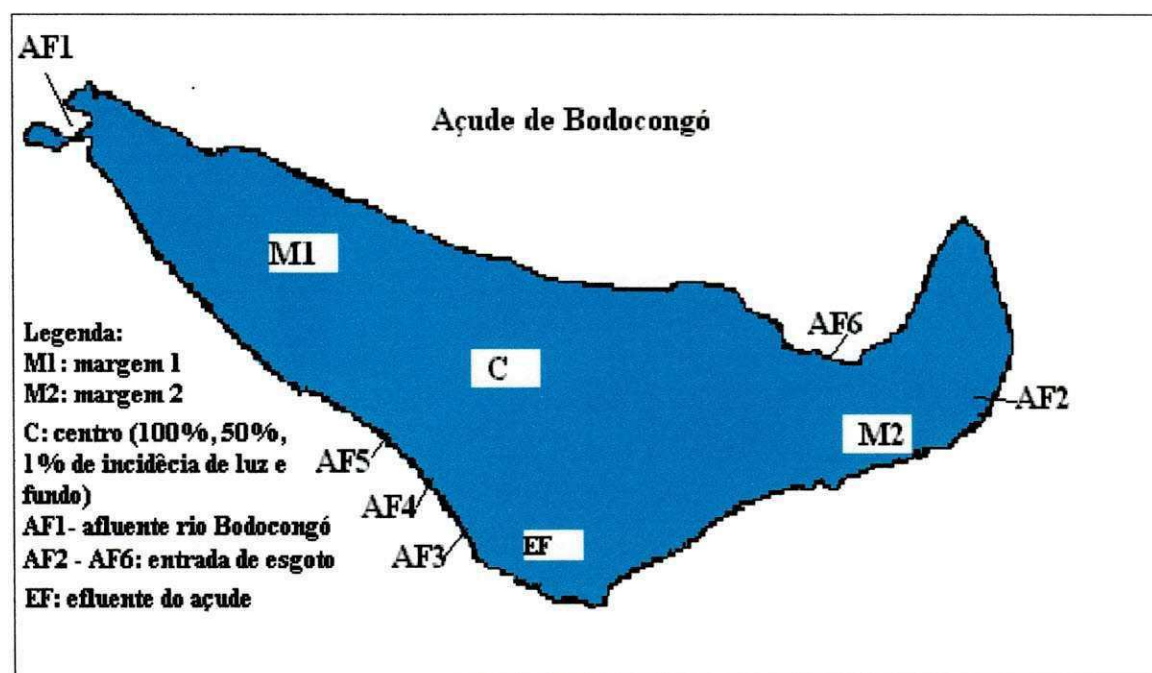 AF1
Açude de Bodocongó
M1
AF6
C
AF2
M2
Legenda:
M1: margem 1
M2: margem 2
C: centro (100%, 50%,
1% de incidêcia de luz e
fundo)
AF1- afluente rio Bodocongó
AF2 - AF6: entrada de esgoto
EF: efluente do açude
AF5
AF4
AF3
EF